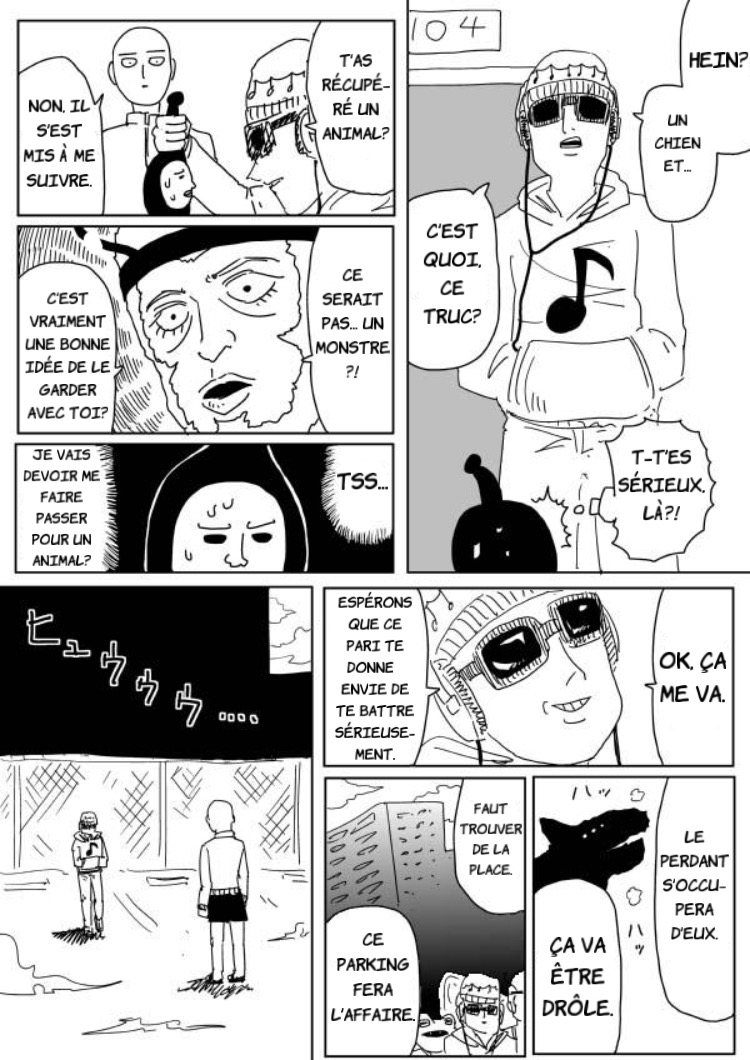 104
HEIN?
UN
CHIEN
ET...
C'EST
QUOI,
CE
TRUC?
T-T'ES
SÉRIEUX,
LÀ?!
T'AS
RÉCUPÉ-
RÉ UN
ANIMAL?
NON, IL
S'EST
MIS À ME
SUIVRE.
CE
SERAIT
PAS... UN
MONSTRE
?!
C'EST
VRAIMENT
UNE BONNE
IDÉE DE LE
GARDER
AVEC TOI?
TSS...
JE VAIS
DEVOIR ME
FAIRE
PASSER
POUR UN
ANIMAL?
OK, ÇA
ME VA.
ESPÉRONS
QUE CE
PARI TE
DONNE
ENVIE DE
TE BATTRE
SÉRIEUSE-
MENT.
LE
PERDANT
S'OCCU-
PERA
D'EUX.
ハッ
ハッ
ÇA VA
ÊTRE
DRÔLE.
FAUT
TROUVER
DE LA
PLACE.
CE
PARKING
FERA
L'AFFAIRE.
ヒュウウウ....